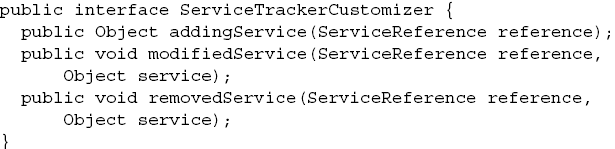 public interface ServiceTrackerCustomizer {
  public Object addingService(ServiceReference reference);
  public void modifiedService(ServiceReference reference,
      Object service);
  public void removedService(ServiceReference reference,
      Object service);
}